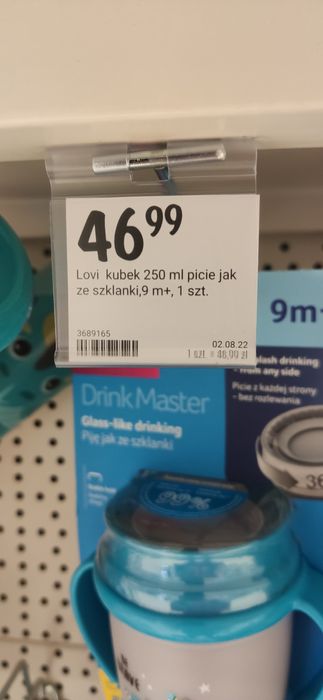 46⁹⁹
Lovi kubek 250 ml picie jak
ze szklanki,9 m+, 1 szt.
3689165
02.08.22
1 szt. = 46,99 zł
9m+
splash drinking
from any side
Picie z każdej strony
- bez rozlewania
DrinkMaster
Glass-like drinking
Pije jak ze szklanki
360